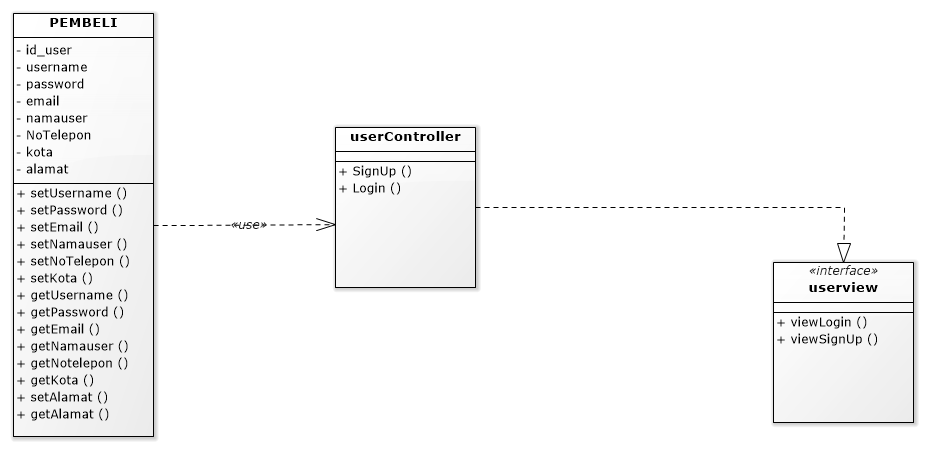 PEMBELI
- id_user
- username
- password
- email
- namauser
- NoTelepon
- kota
- alamat
+ setUsername ()
+ setPassword ()
+ setEmail ()
+ setNamauser ()
+ setNoTelepon ()
+ setKota ()
+ getUsername ()
+ getPassword ()
+ getEmail ()
+ getNamauser ()
+ getNotelepon ()
+ getKota ()
+ setAlamat ()
+ getAlamat ()
«use»
userController
+ SignUp ()
+ Login ()
«interface»
userview
+ viewLogin ()
+ viewSignUp ()